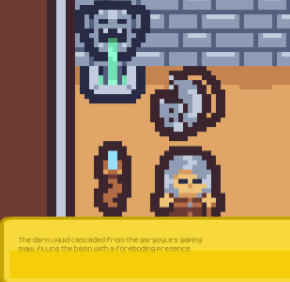 The dark liquid cascaded from the gargoyle's gaping
maw, filling the basin with a foreboding presence.